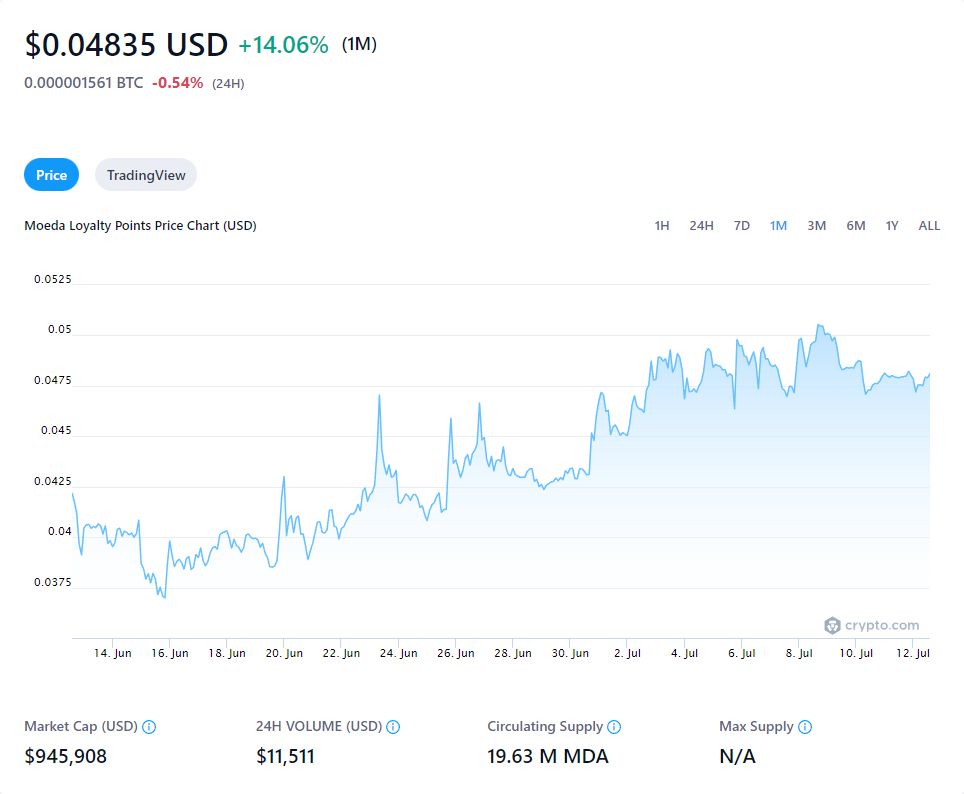 $0.04835 USD +14.06% (1M)
0.000001561 BTC -0.54% (24H)
Price TradingView
Moeda Loyalty Points Price Chart (USD) 1H 24H 7D 1M 3M 6M 1Y ALL
0.0525
0.05
0.0475
0.045
0.0425
0.04
0.0375
crypto.com
14. Jun 16. Jun 18. Jun 20. Jun 22. Jun 24. Jun 26. Jun 28. Jun 30. Jun 2. Jul 4. Jul 6. Jul 8. Jul 10. Jul 12. Jul
Market Cap (USD) 24H VOLUME (USD) Circulating Supply Max Supply
$945,908 $11,511 19.63 M MDA N/A